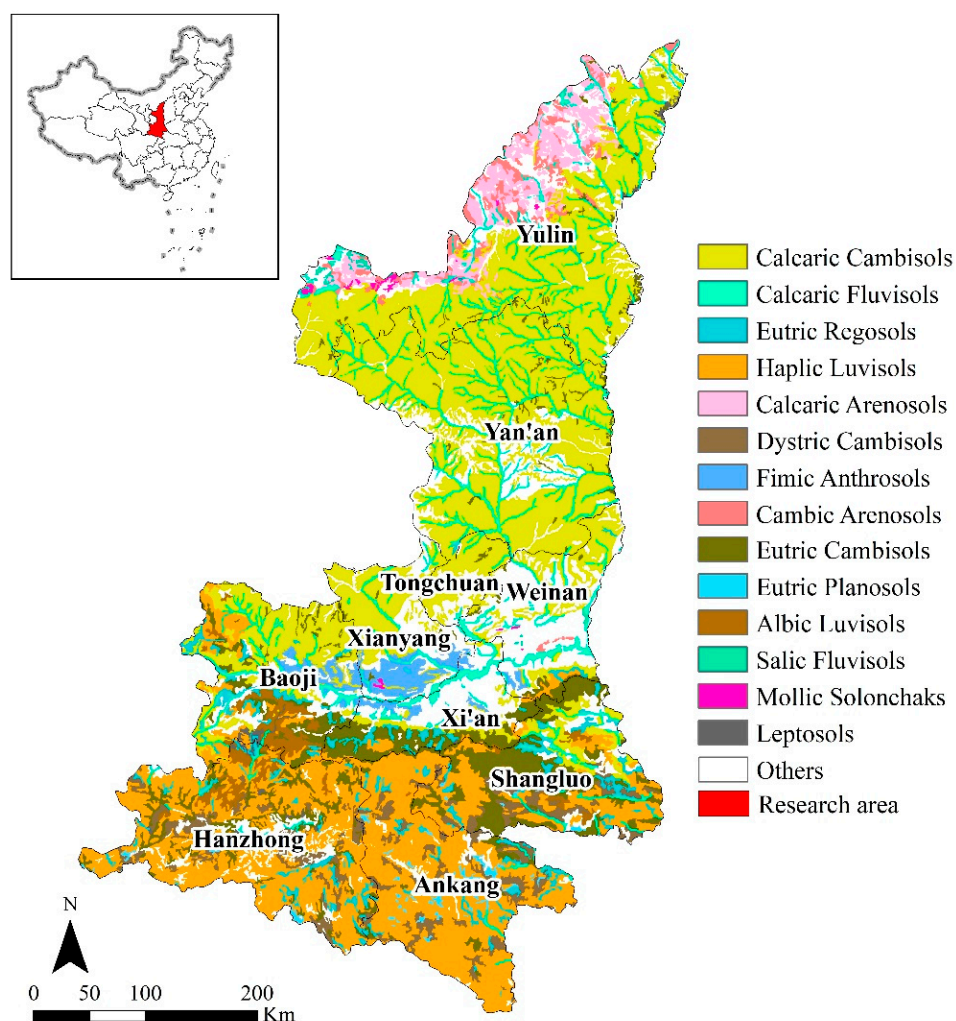 Yulin
Yan'an
Tongchuan
Weinan
Xianyang
Baoji
Xi'an
Shangluo
Hanzhong
Ankang
Calcaric Cambisols
Calcaric Fluvisols
Eutric Regosols
Haplic Luvisols
Calcaric Arenosols
Dystric Cambisols
Fimic Anthrosols
Cambic Arenosols
Eutric Cambisols
Eutric Planosols
Albic Luvisols
Salic Fluvisols
Mollic Solonchaks
Leptosols
Others
Research area
N
0 50 100 200
Km